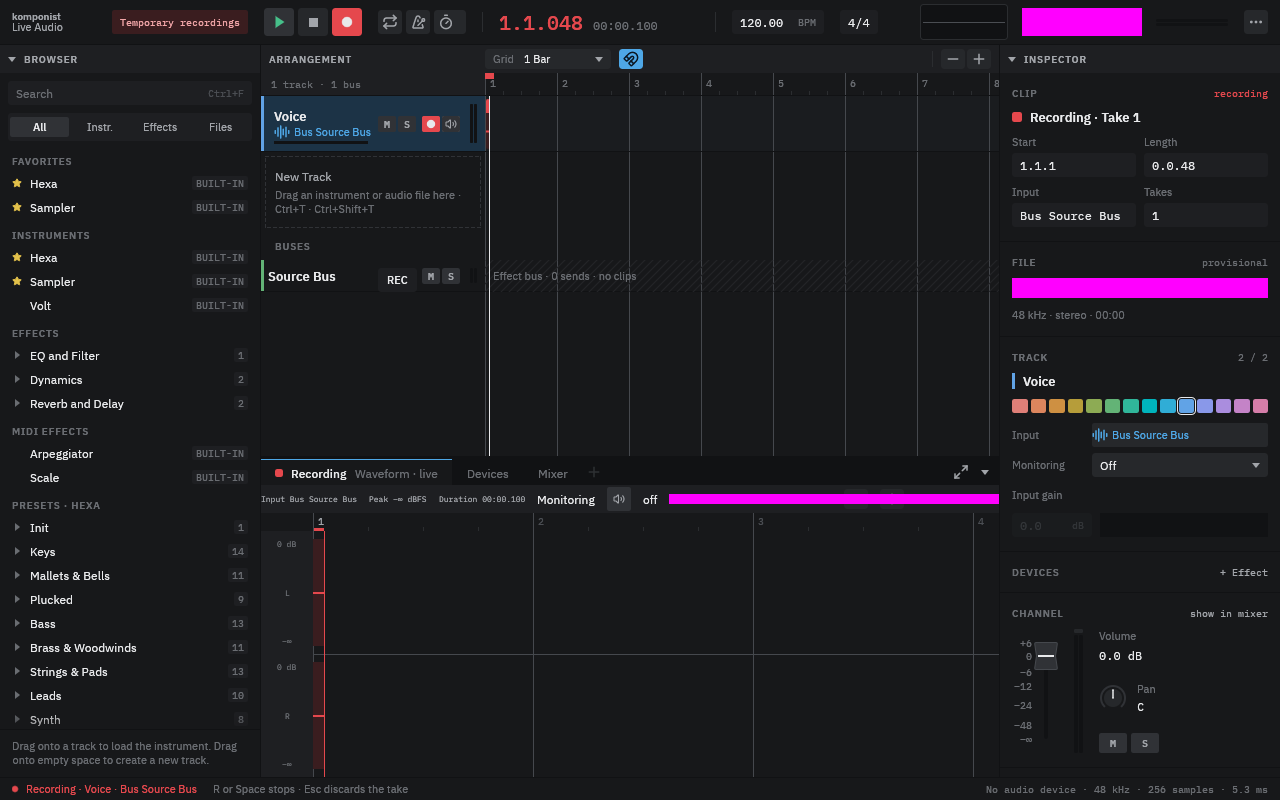 komponist
Live Audio
Temporary recordings
1.1.048 00:00.100
120.00 BPM
4/4
BROWSER
Search Ctrl+F
All Instr. Effects Files
FAVORITES
Hexa BUILT-IN
Sampler BUILT-IN
INSTRUMENTS
Hexa BUILT-IN
Sampler BUILT-IN
Volt BUILT-IN
EFFECTS
EQ and Filter 1
Dynamics 2
Reverb and Delay 2
MIDI EFFECTS
Arpeggiator BUILT-IN
Scale BUILT-IN
PRESETS · HEXA
Init 1
Keys 14
Mallets & Bells 11
Plucked 9
Bass 13
Brass & Woodwinds 11
Strings & Pads 13
Leads 10
Synth 8
Drag onto a track to load the instrument. Drag
onto empty space to create a new track.
ARRANGEMENT
Grid 1 Bar
1 track · 1 bus
1 2 3 4 5 6 7 8
Voice
Bus Source Bus
M S
New Track
Drag an instrument or audio file here ·
Ctrl+T · Ctrl+Shift+T
BUSES
Source Bus REC M S
Effect bus · 0 sends · no clips
Recording Waveform · live Devices Mixer
Input Bus Source Bus Peak −∞ dBFS Duration 00:00.100 Monitoring off
1 2 3 4
0 dB
L
−∞
0 dB
R
−∞
INSPECTOR
CLIP recording
Recording · Take 1
Start Length
1.1.1 0.0.48
Input Takes
Bus Source Bus 1
FILE provisional
48 kHz · stereo · 00:00
TRACK 2 / 2
Voice
Input Bus Source Bus
Monitoring Off
Input gain
0.0 dB
DEVICES + Effect
CHANNEL show in mixer
+6
0
−6
−12
−24
−48
−∞
Volume
0.0 dB
Pan
C
M S
Recording · Voice · Bus Source Bus R or Space stops · Esc discards the take
No audio device · 48 kHz · 256 samples · 5.3 ms